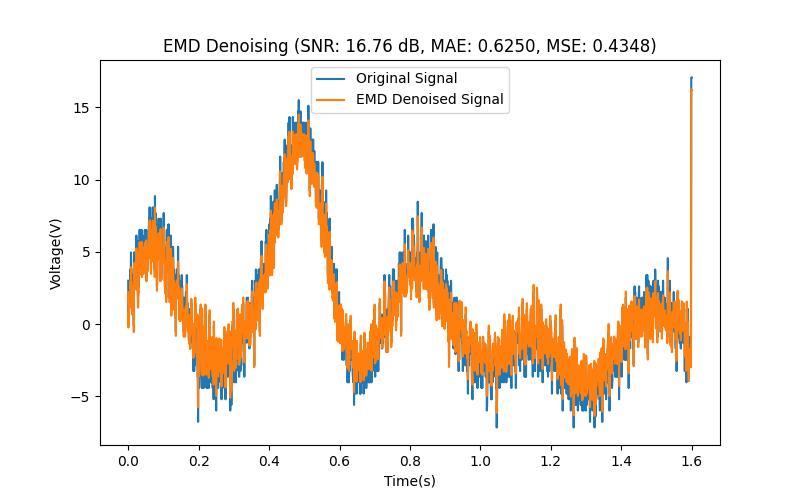 EMD Denoising (SNR: 16.76 dB, MAE: 0.6250, MSE: 0.4348)
Original Signal
EMD Denoised Signal
Voltage(V)
15
10
5
0
−5
0.0 0.2 0.4 0.6 0.8 1.0 1.2 1.4 1.6
Time(s)